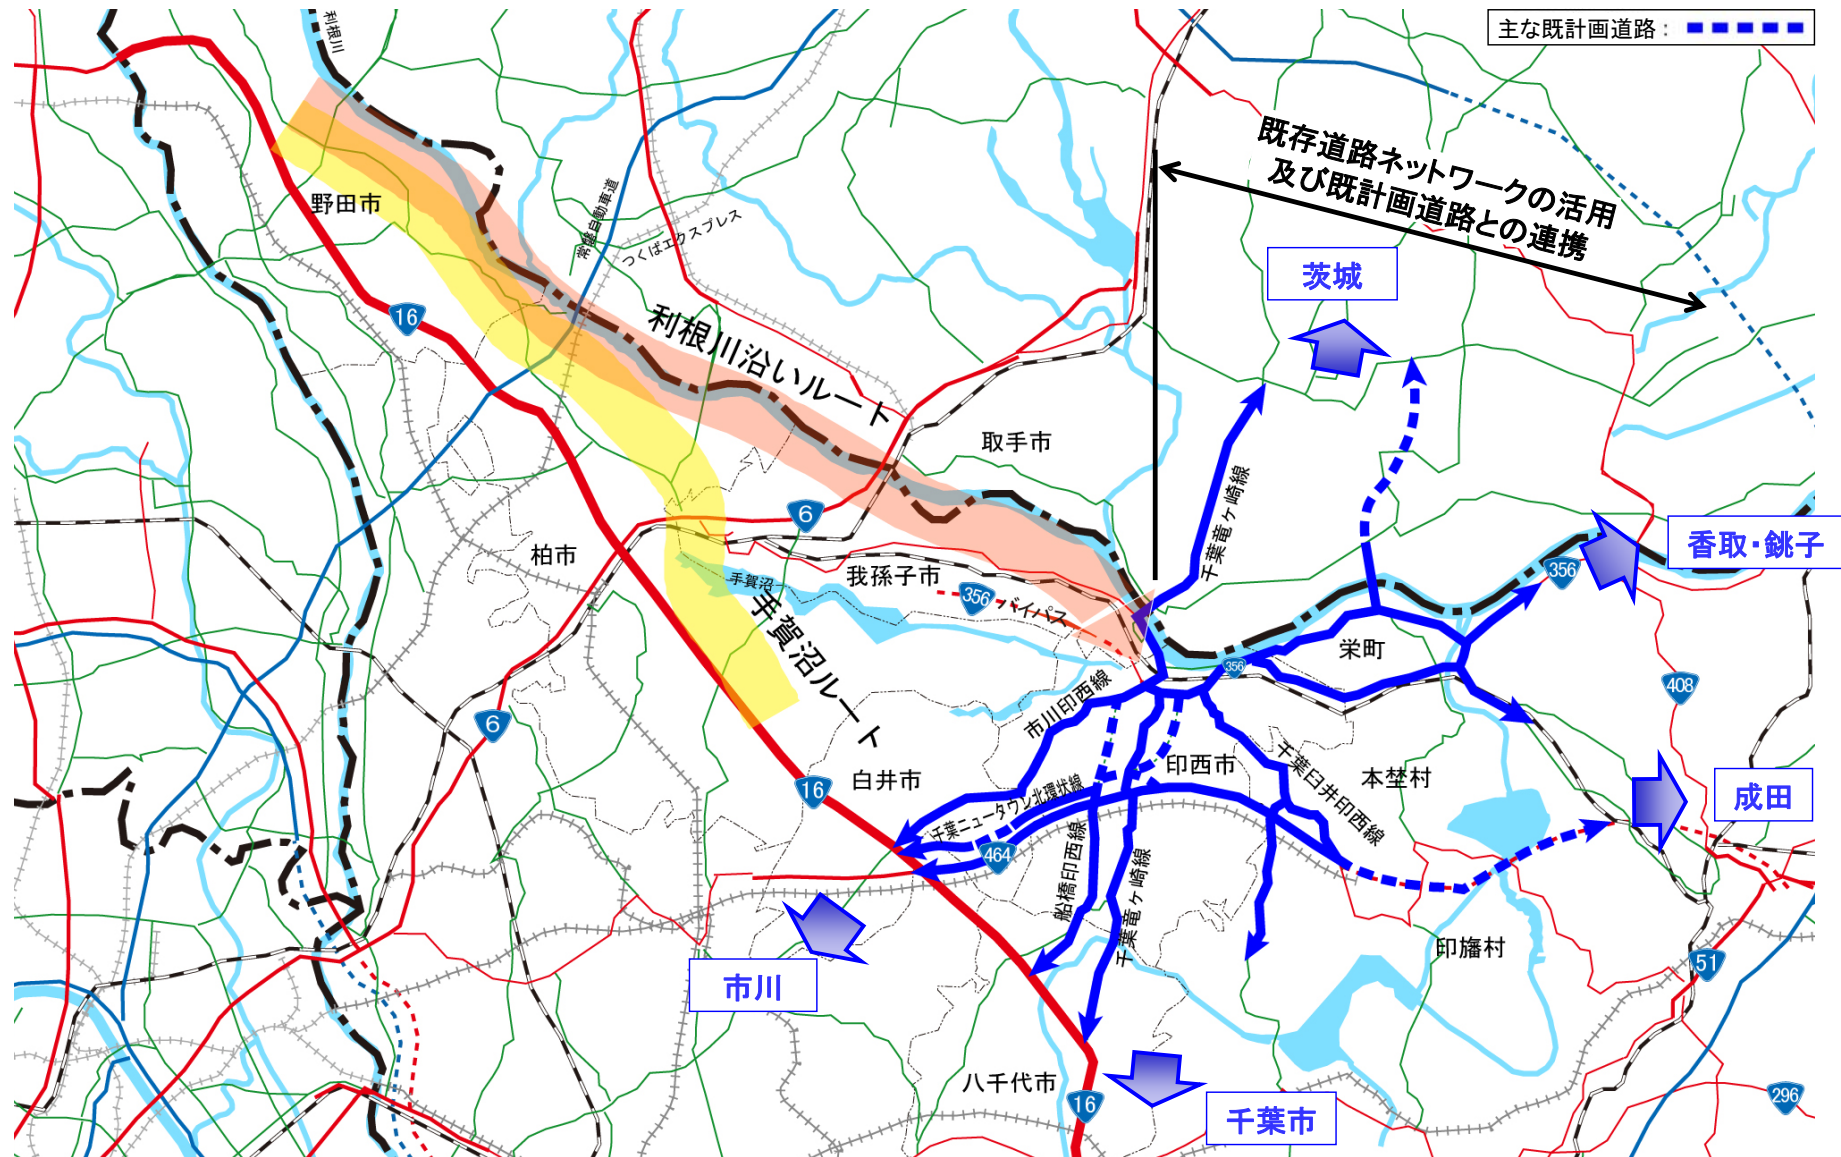 主な既計画道路：
利根川
既存道路ネットワークの活用
及び既計画道路との連携
野田市
常磐自動車道
つくばエクスプレス
茨城
16
利根川沿いルート
取手市
千葉竜ヶ崎線
6
香取・銚子
柏市
手賀沼
我孫子市
356
バイパス
356
手賀沼ルート
栄町
356
408
市川印西線
6
印西市
千葉臼井印西線
本埜村
白井市
16
成田
千葉ニュータウン北環状線
464
船橋印西線
千葉竜ヶ崎線
印旛村
51
市川
八千代市
16
千葉市
296